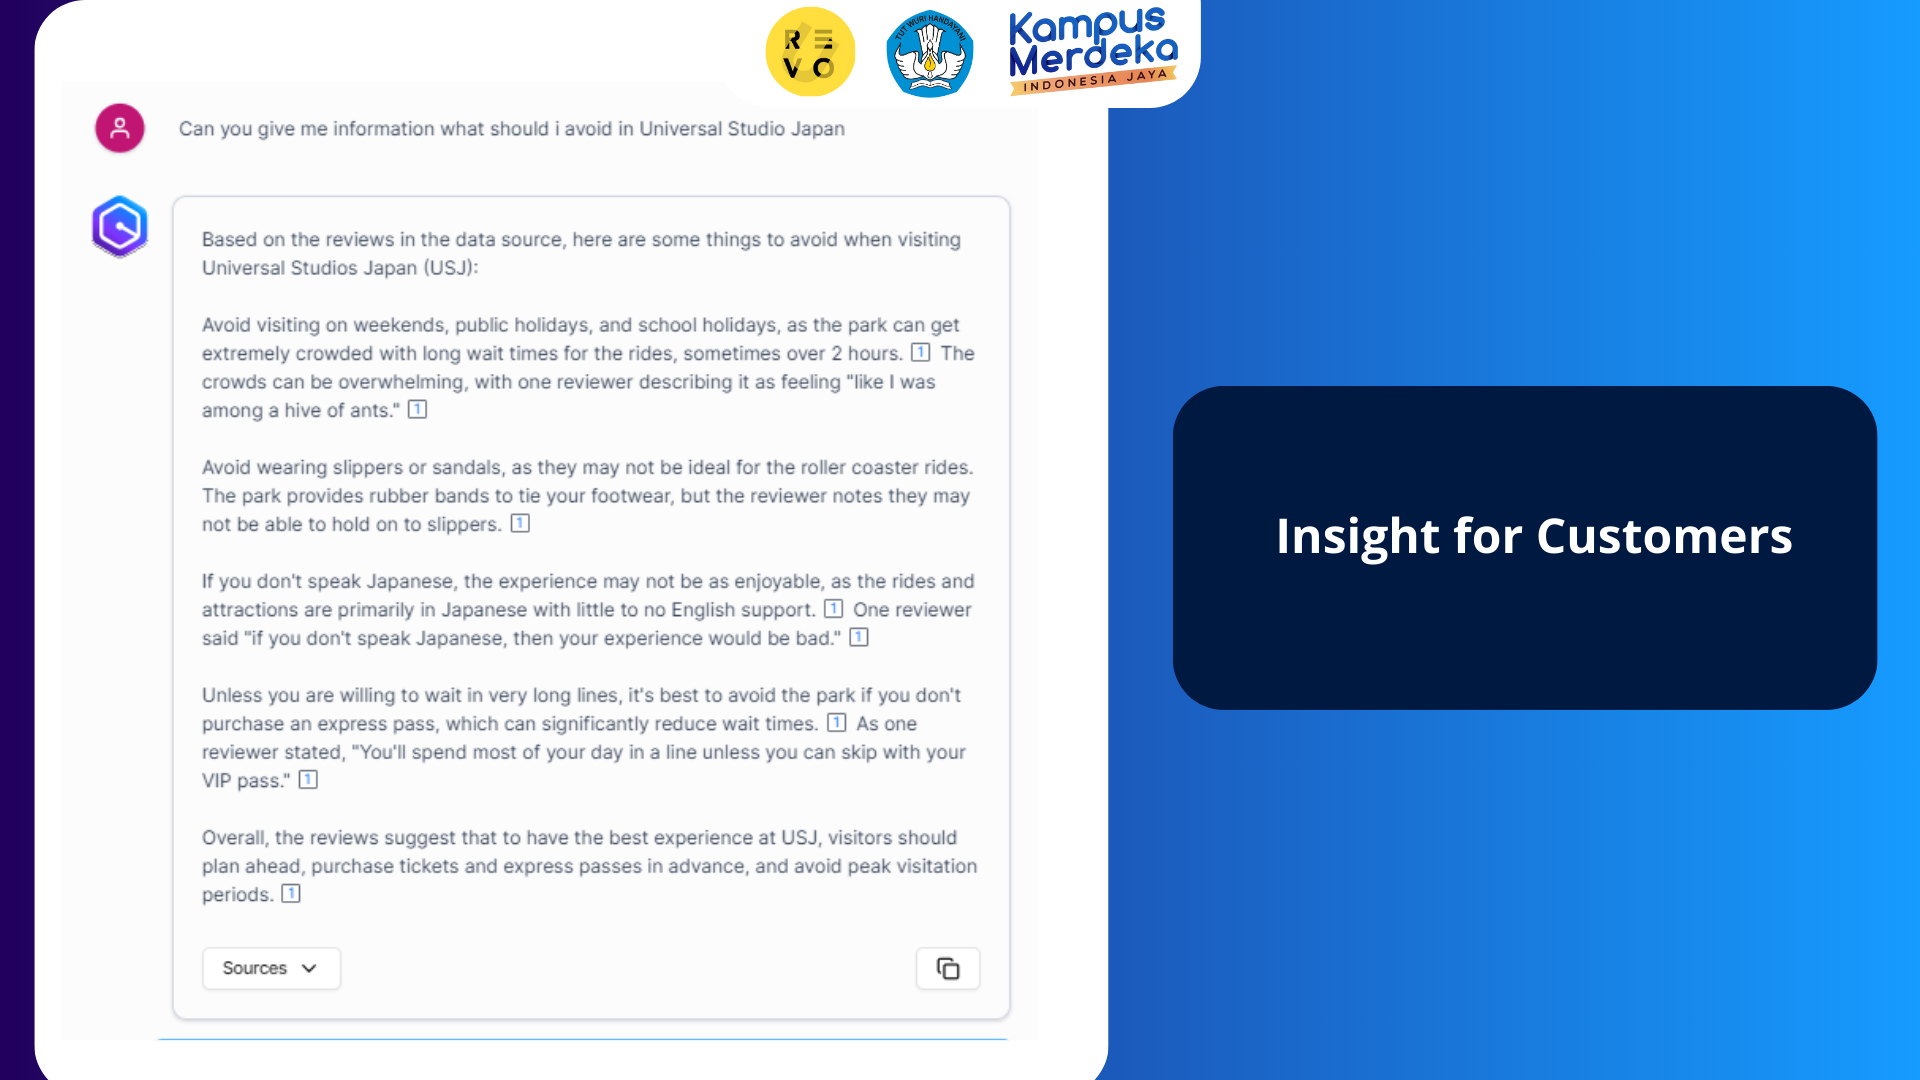 R E
V O
TUT WURI HANDAYANI
Kampus
Merdeka
INDONESIA JAYA
Can you give me information what should i avoid in Universal Studio Japan
Based on the reviews in the data source, here are some things to avoid when visiting
Universal Studios Japan (USJ):
Avoid visiting on weekends, public holidays, and school holidays, as the park can get
extremely crowded with long wait times for the rides, sometimes over 2 hours. 1 The
crowds can be overwhelming, with one reviewer describing it as feeling "like I was
among a hive of ants." 1
Avoid wearing slippers or sandals, as they may not be ideal for the roller coaster rides.
The park provides rubber bands to tie your footwear, but the reviewer notes they may
not be able to hold on to slippers. 1
If you don't speak Japanese, the experience may not be as enjoyable, as the rides and
attractions are primarily in Japanese with little to no English support. 1 One reviewer
said "if you don't speak Japanese, then your experience would be bad." 1
Unless you are willing to wait in very long lines, it's best to avoid the park if you don't
purchase an express pass, which can significantly reduce wait times. 1 As one
reviewer stated, "You'll spend most of your day in a line unless you can skip with your
VIP pass." 1
Overall, the reviews suggest that to have the best experience at USJ, visitors should
plan ahead, purchase tickets and express passes in advance, and avoid peak visitation
periods. 1
Sources
Insight for Customers